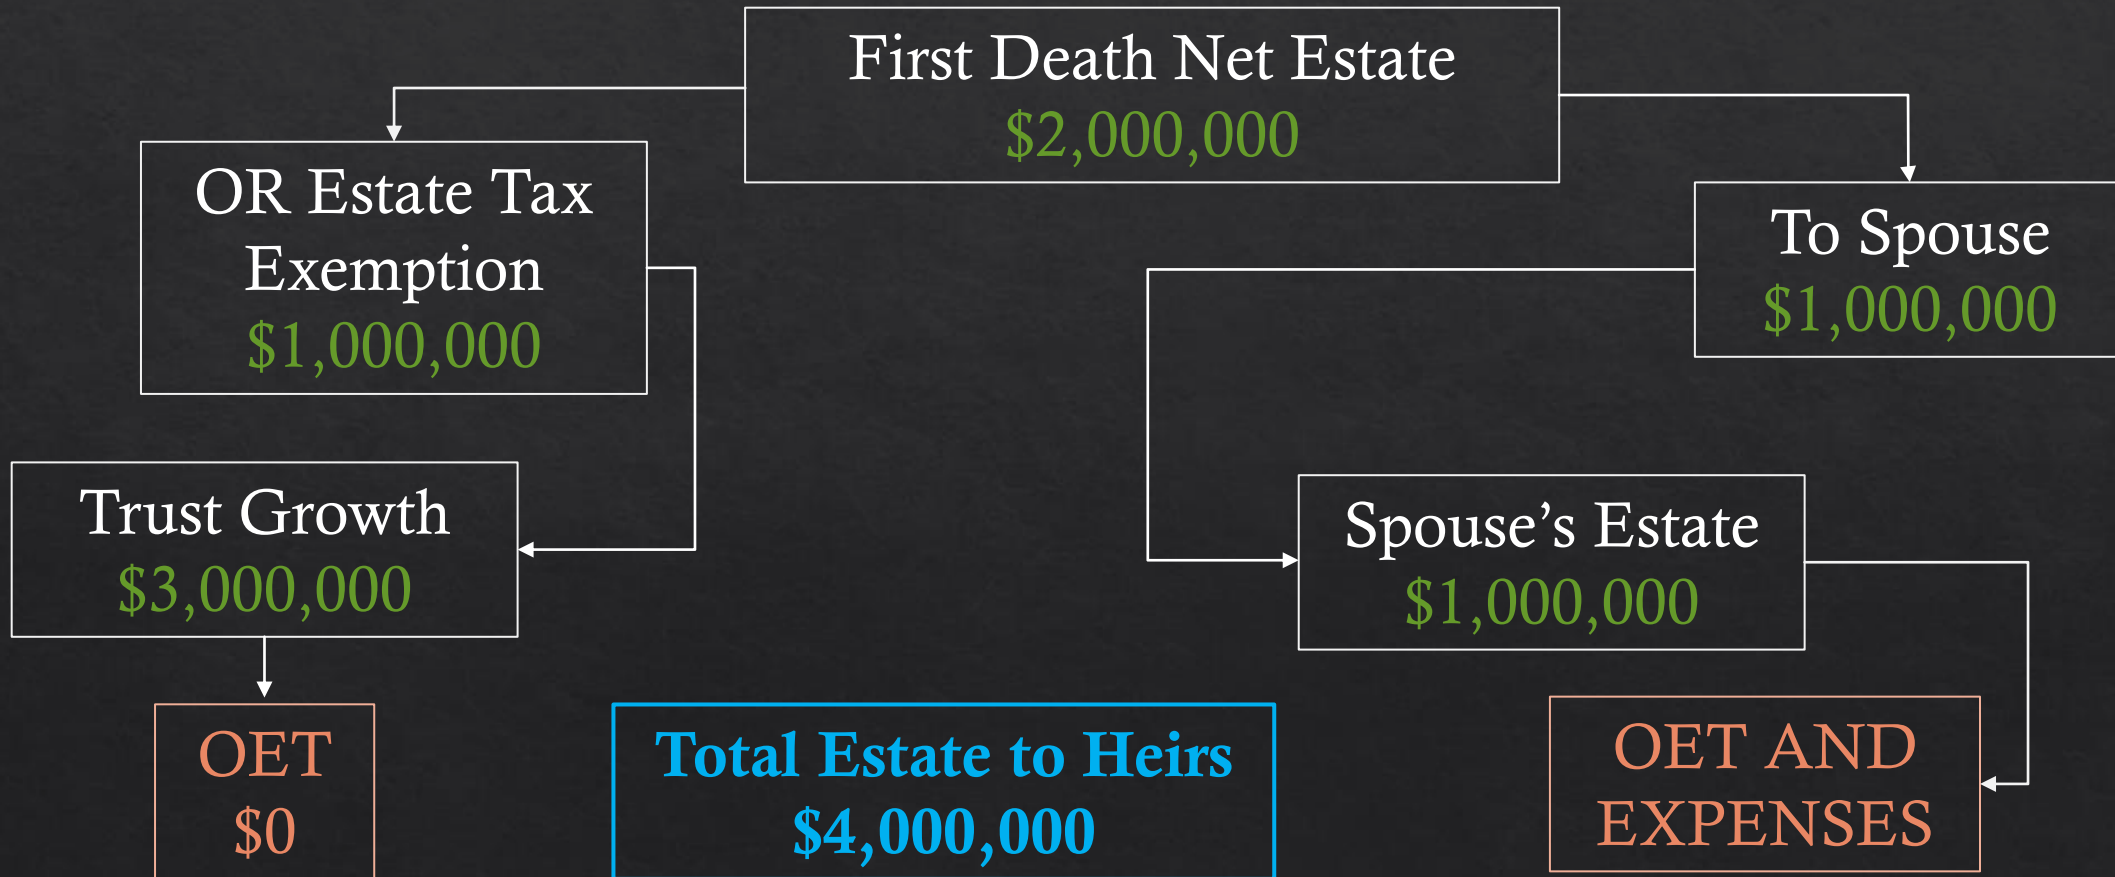 First Death Net Estate
$2,000,000
OR Estate Tax
Exemption
$1,000,000
To Spouse
$1,000,000
Trust Growth
$3,000,000
Spouse’s Estate
$1,000,000
OET
$0
Total Estate to Heirs
$4,000,000
OET AND
EXPENSES